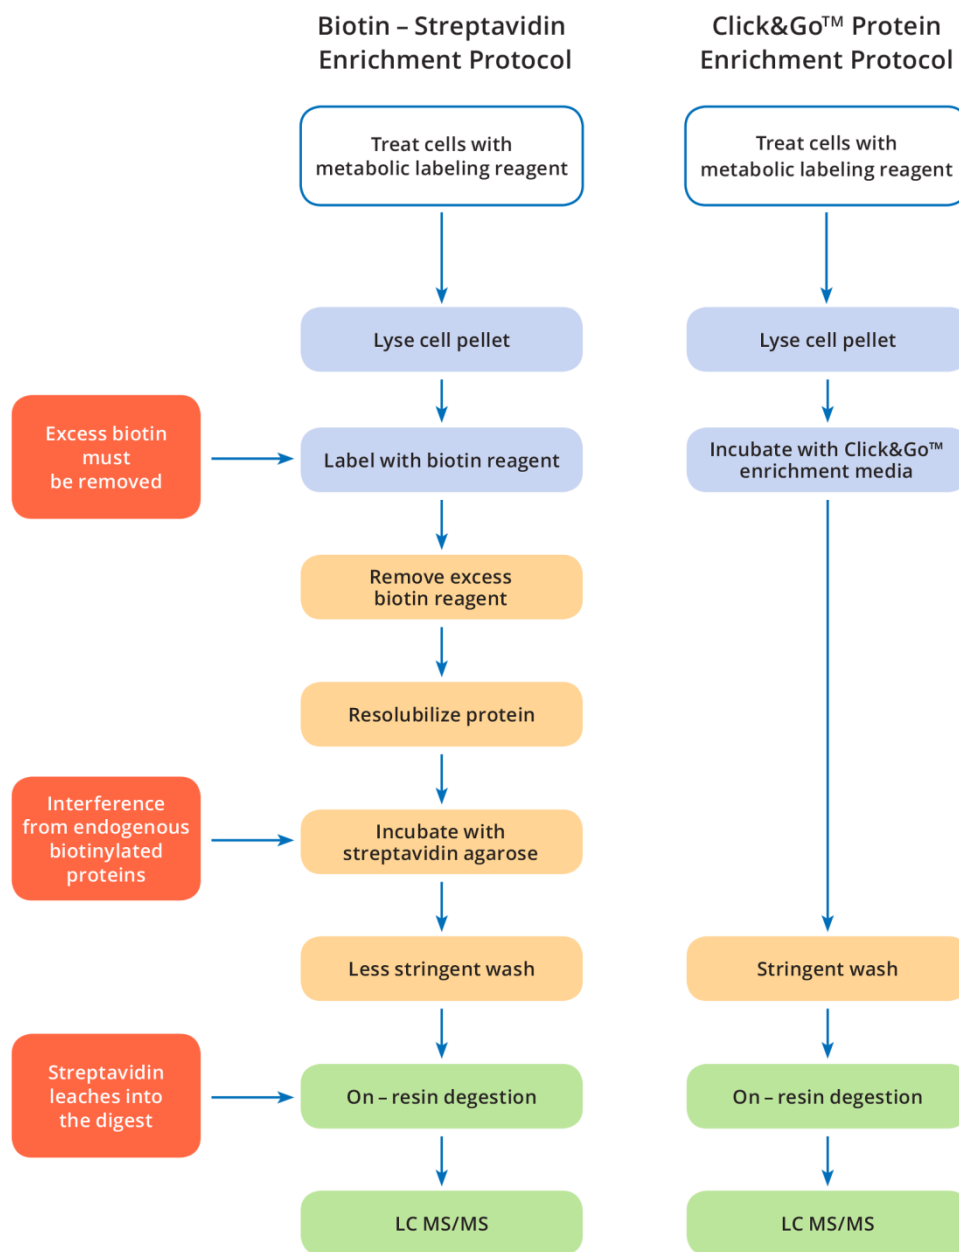 Biotin – Streptavidin
Enrichment Protocol
Click&Go™ Protein
Enrichment Protocol
Treat cells with
metabolic labeling reagent
Treat cells with
metabolic labeling reagent
Lyse cell pellet
Lyse cell pellet
Excess biotin
must
be removed
Label with biotin reagent
Incubate with Click&Go™
enrichment media
Remove excess
biotin reagent
Resolubilize protein
Interference
from endogenous
biotinylated
proteins
Incubate with
streptavidin agarose
Less stringent wash
Stringent wash
Streptavidin
leaches into
the digest
On – resin degestion
On – resin degestion
LC MS/MS
LC MS/MS